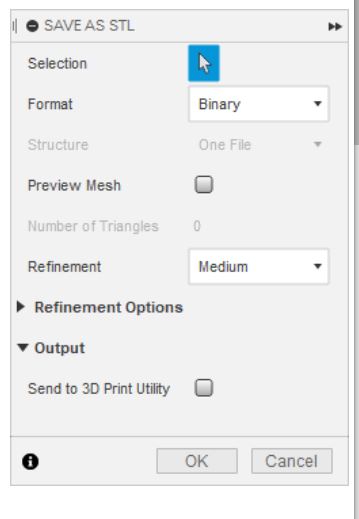 SAVE AS STL
Selection
Format Binary
Structure One File
Preview Mesh
Number of Triangles 0
Refinement Medium
Refinement Options
Output
Send to 3D Print Utility
OK Cancel